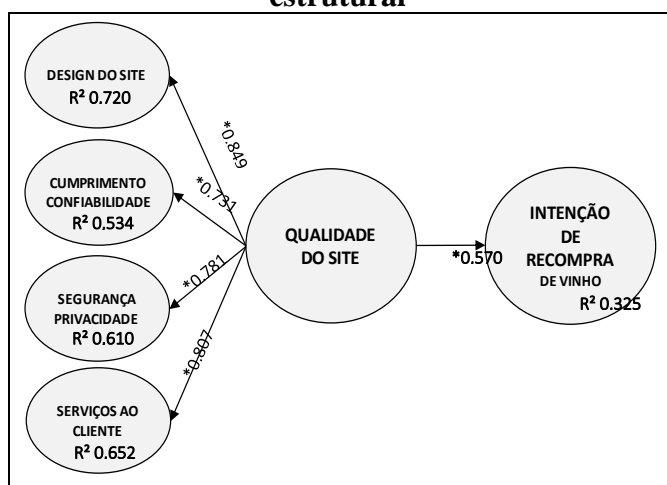 estrutural
DESIGN DO SITE
R² 0.720
*0.849
CUMPRIMENTO
CONFIABILIDADE
R² 0.534
*0.731
SEGURANÇA
PRIVACIDADE
R² 0.610
*0.781
SERVIÇOS AO
CLIENTE
R² 0.652
*0.807
QUALIDADE
DO SITE
*0.570
INTENÇÃO
DE
RECOMPRA
DE VINHO
R² 0.325